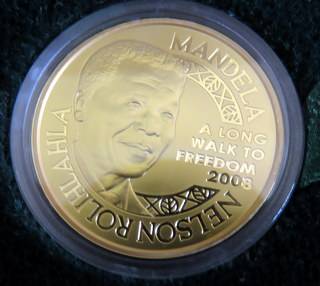 NELSON ROLIHLAHLA
MANDELA
A LONG
WALK TO
FREEDOM
2008